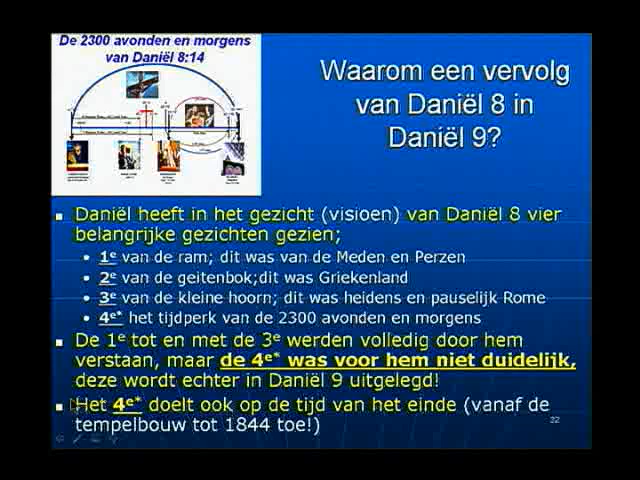 De 2300 avonden en morgens
van Daniël 8:14
Waarom een vervolg
van Daniël 8 in
Daniël 9?
Daniël heeft in het gezicht (visioen) van Daniël 8 vier
belangrijke gezichten gezien;
1e van de ram; dit was van de Meden en Perzen
2e van de geitenbok;dit was Griekenland
3e van de kleine hoorn; dit was heidens en pauselijk Rome
4e* het tijdperk van de 2300 avonden en morgens
De 1e tot en met de 3e werden volledig door hem
verstaan, maar de 4e* was voor hem niet duidelijk,
deze wordt echter in Daniël 9 uitgelegd!
Het 4e* doelt ook op de tijd van het einde (vanaf de
tempelbouw tot 1844 toe!)
22